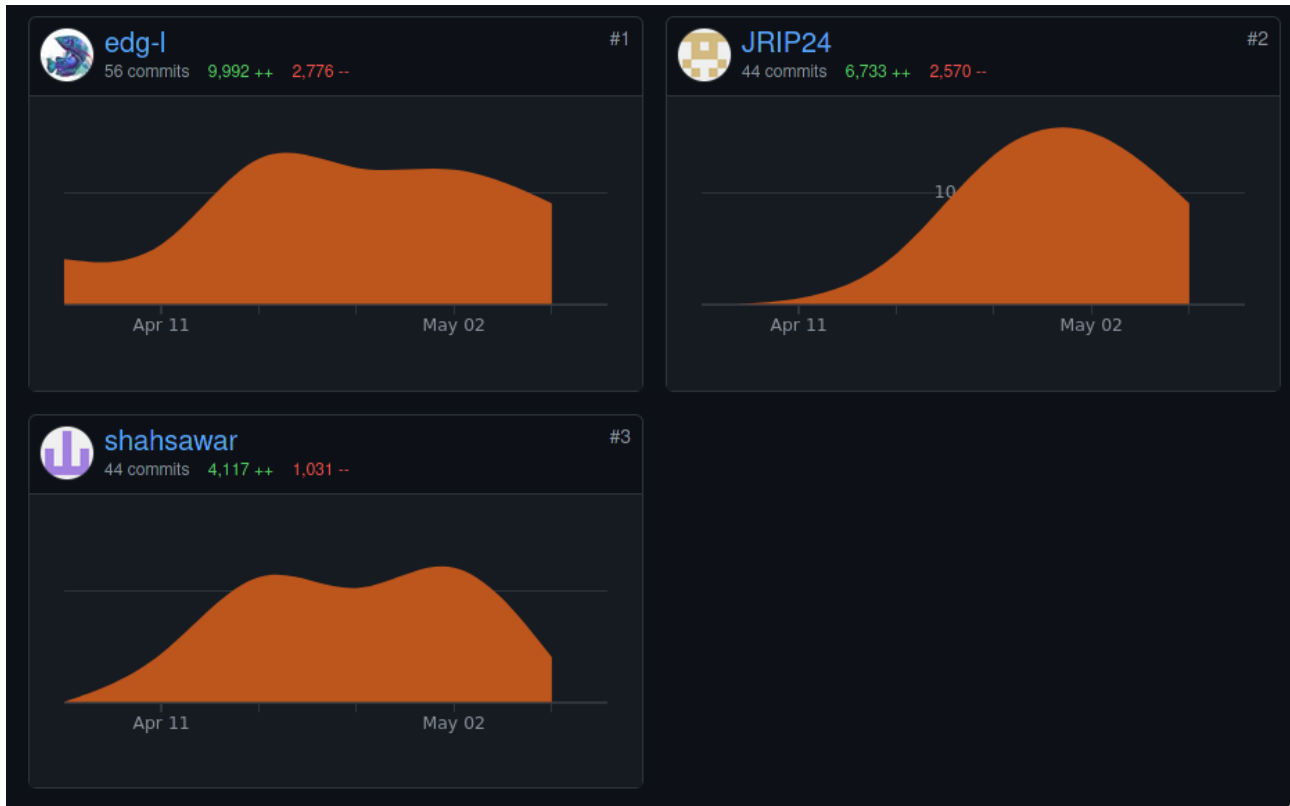 edg-l #1
56 commits 9,992 ++ 2,776 --
Apr 11 May 02
JRIP24 #2
44 commits 6,733 ++ 2,570 --
10
Apr 11 May 02
shahsawar #3
44 commits 4,117 ++ 1,031 --
Apr 11 May 02